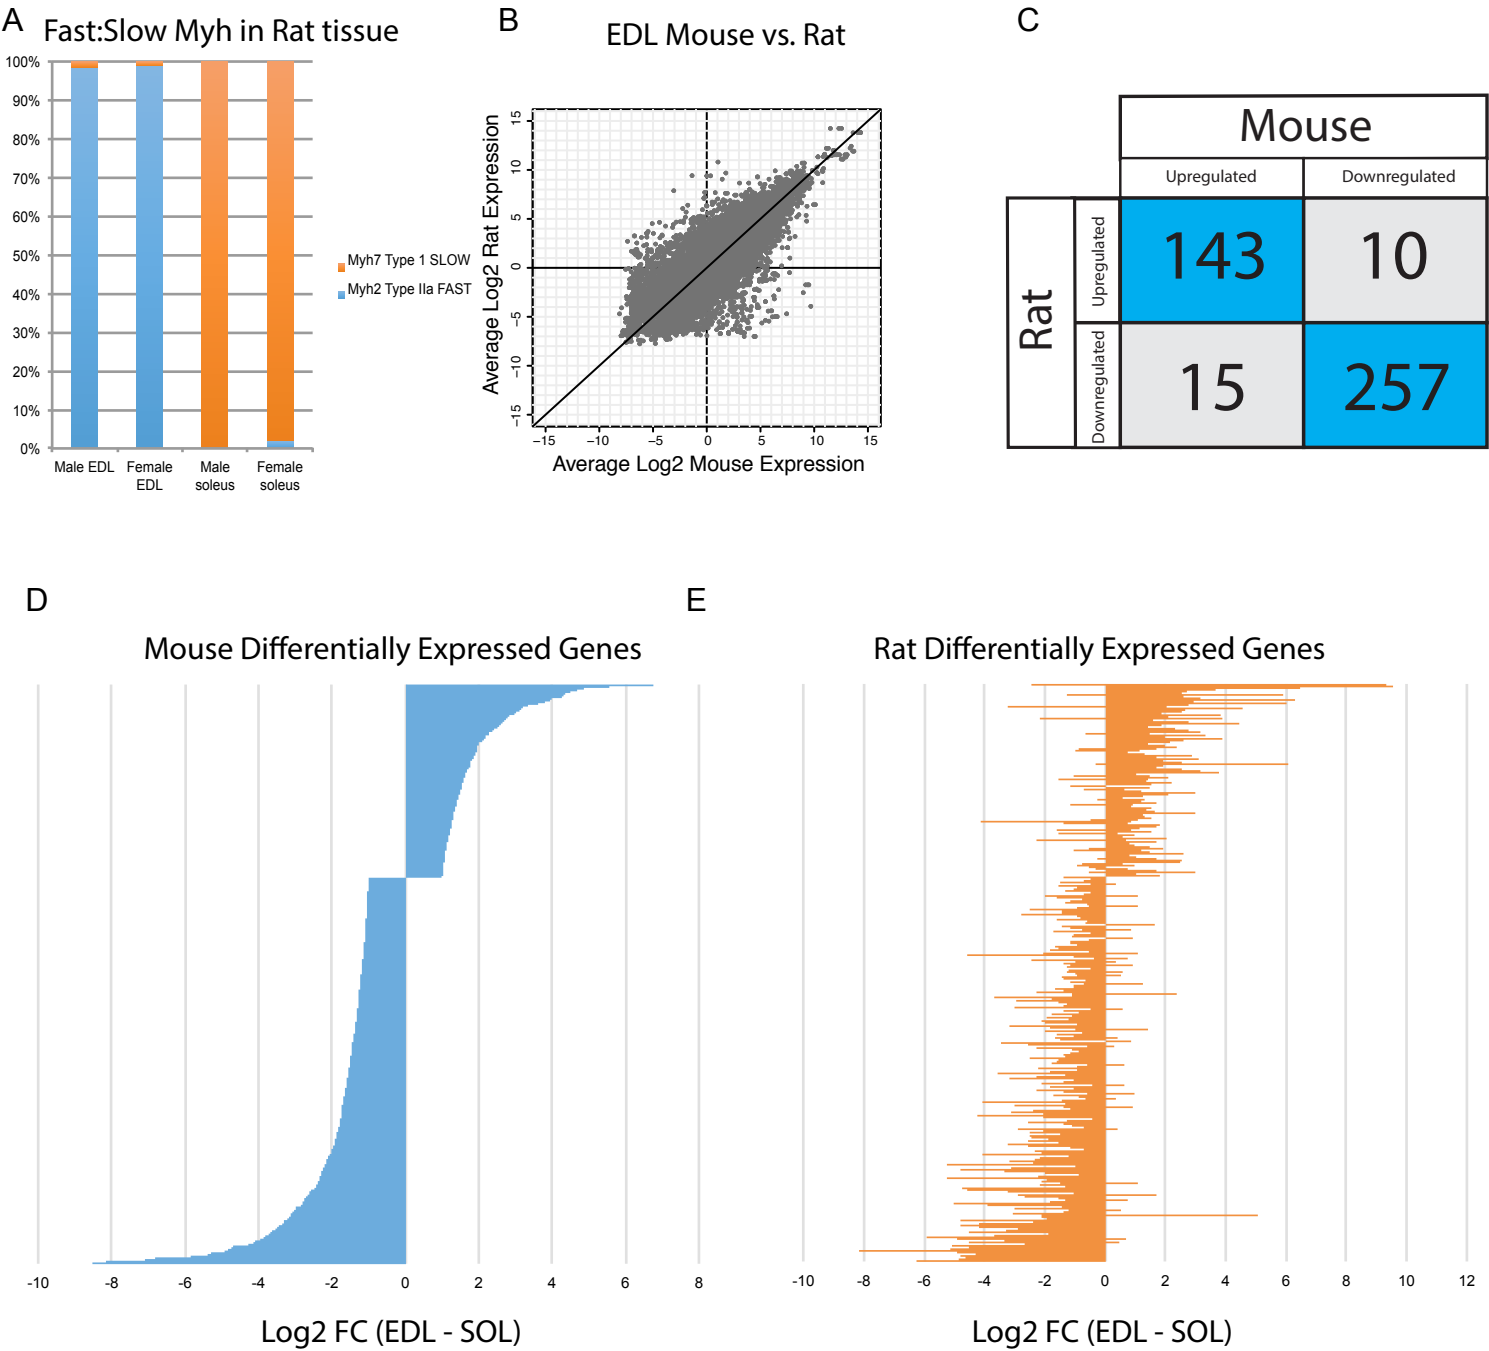 A
Fast:Slow Myh in Rat tissue
100%
90%
80%
70%
60%
50%
40%
30%
20%
10%
0%
Male EDL
Female
EDL
Male
soleus
Female
soleus
Myh7 Type 1 SLOW
Myh2 Type IIa FAST
B
EDL Mouse vs. Rat
Average Log2 Rat Expression
15
10
5
0
−5
−10
−15
−15 −10 −5 0 5 10 15
Average Log2 Mouse Expression
C
Mouse
Upregulated Downregulated
Rat
Upregulated
143 10
Downregulated
15 257
D
Mouse Differentially Expressed Genes
-10 -8 -6 -4 -2 0 2 4 6 8
Log2 FC (EDL - SOL)
E
Rat Differentially Expressed Genes
-10 -8 -6 -4 -2 0 2 4 6 8 10 12
Log2 FC (EDL - SOL)